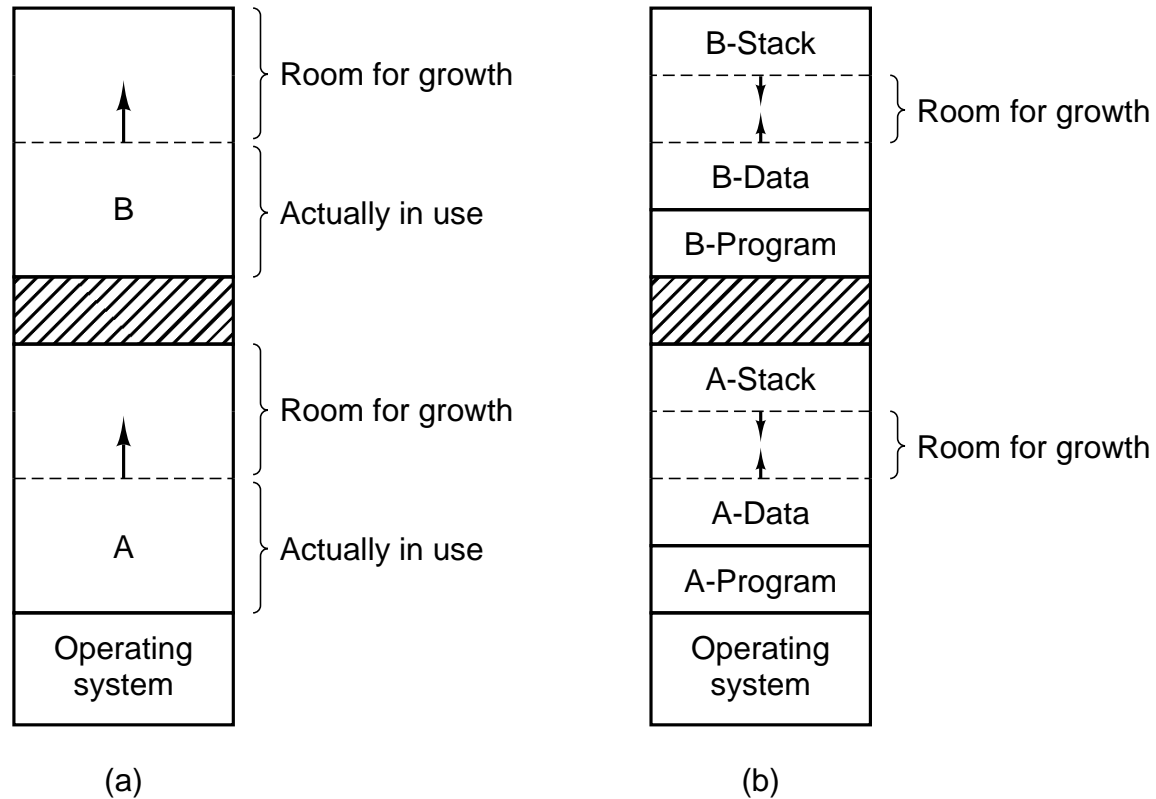 Room for growth
B
Actually in use
Room for growth
A
Actually in use
Operating
system
(a)
B-Stack
Room for growth
B-Data
B-Program
A-Stack
Room for growth
A-Data
A-Program
Operating
system
(b)